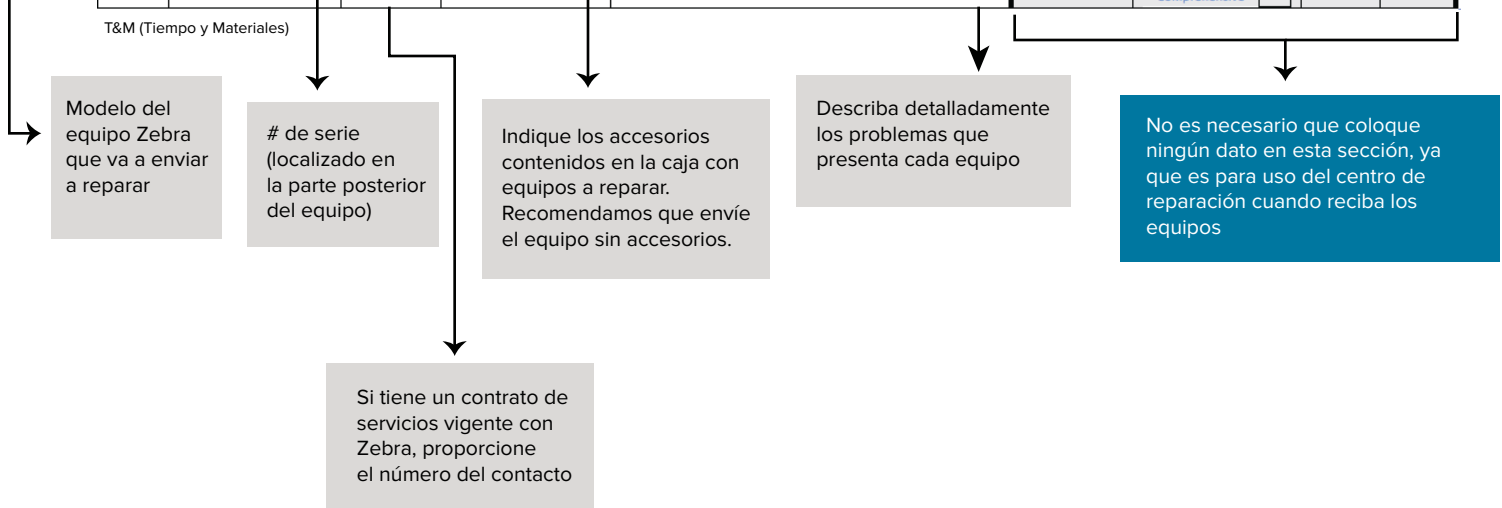 T&M (Tiempo y Materiales)
Modelo del
equipo Zebra
que va a enviar
a reparar
# de serie
(localizado en
la parte posterior
del equipo)
Indique los accesorios
contenidos en la caja con
equipos a reparar.
Recomendamos que envíe
el equipo sin accesorios.
Describa detalladamente
los problemas que
presenta cada equipo
No es necesario que coloque
ningún dato en esta sección, ya
que es para uso del centro de
reparación cuando reciba los
equipos
Si tiene un contrato de
servicios vigente con
Zebra, proporcione
el número del contacto